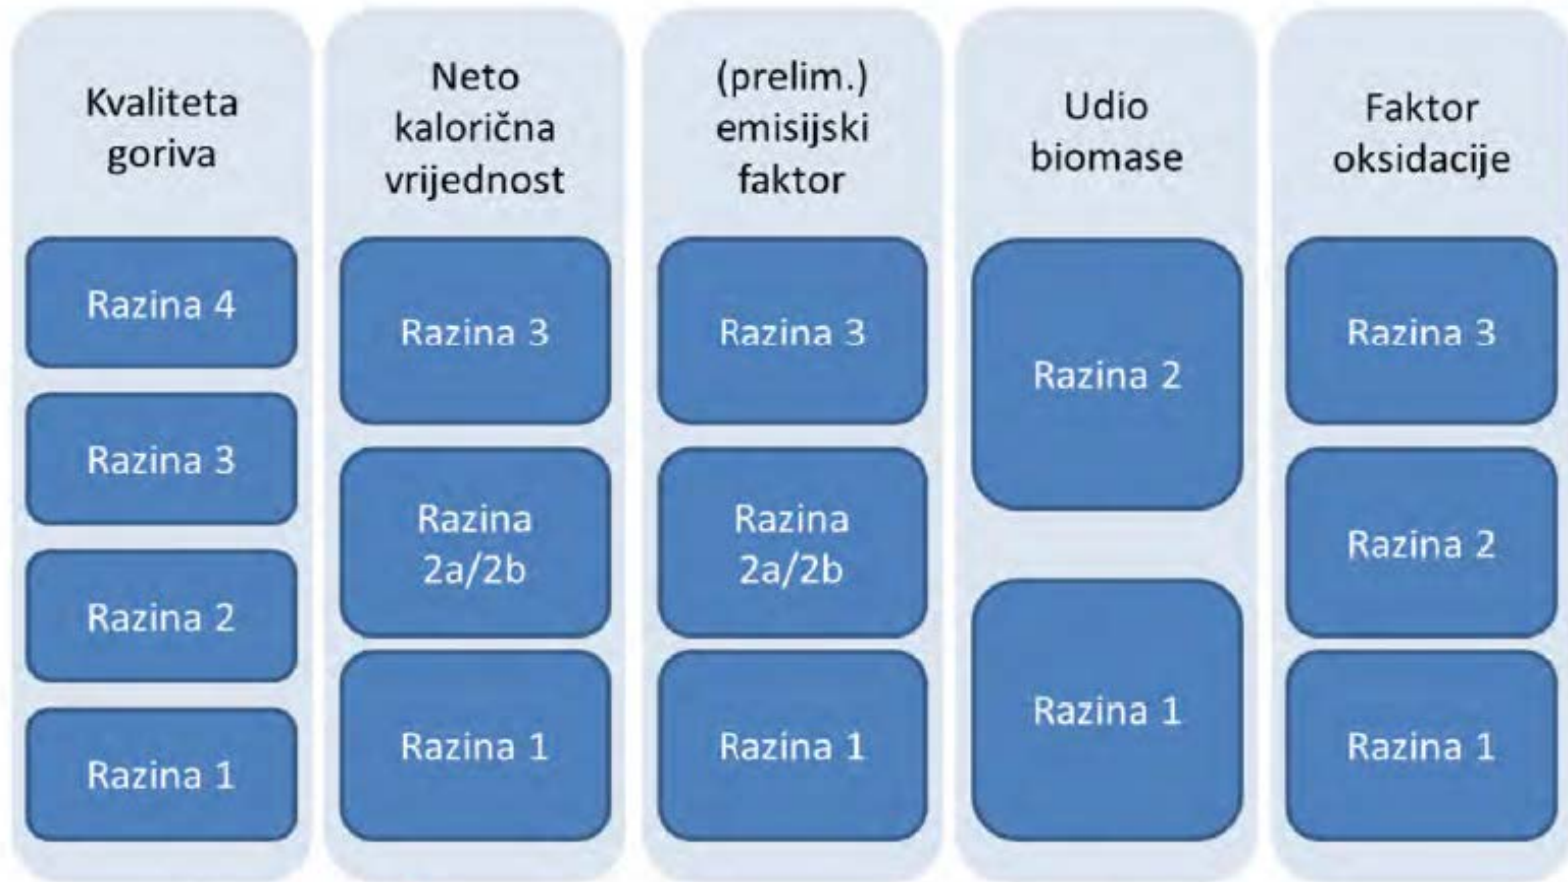 Kvaliteta
goriva
Razina 4
Razina 3
Razina 2
Razina 1
Neto
kalorična
vrijednost
Razina 3
Razina
2a/2b
Razina 1
(prelim.)
emisijski
faktor
Razina 3
Razina
2a/2b
Razina 1
Udio
biomase
Razina 2
Razina 1
Faktor
oksidacije
Razina 3
Razina 2
Razina 1